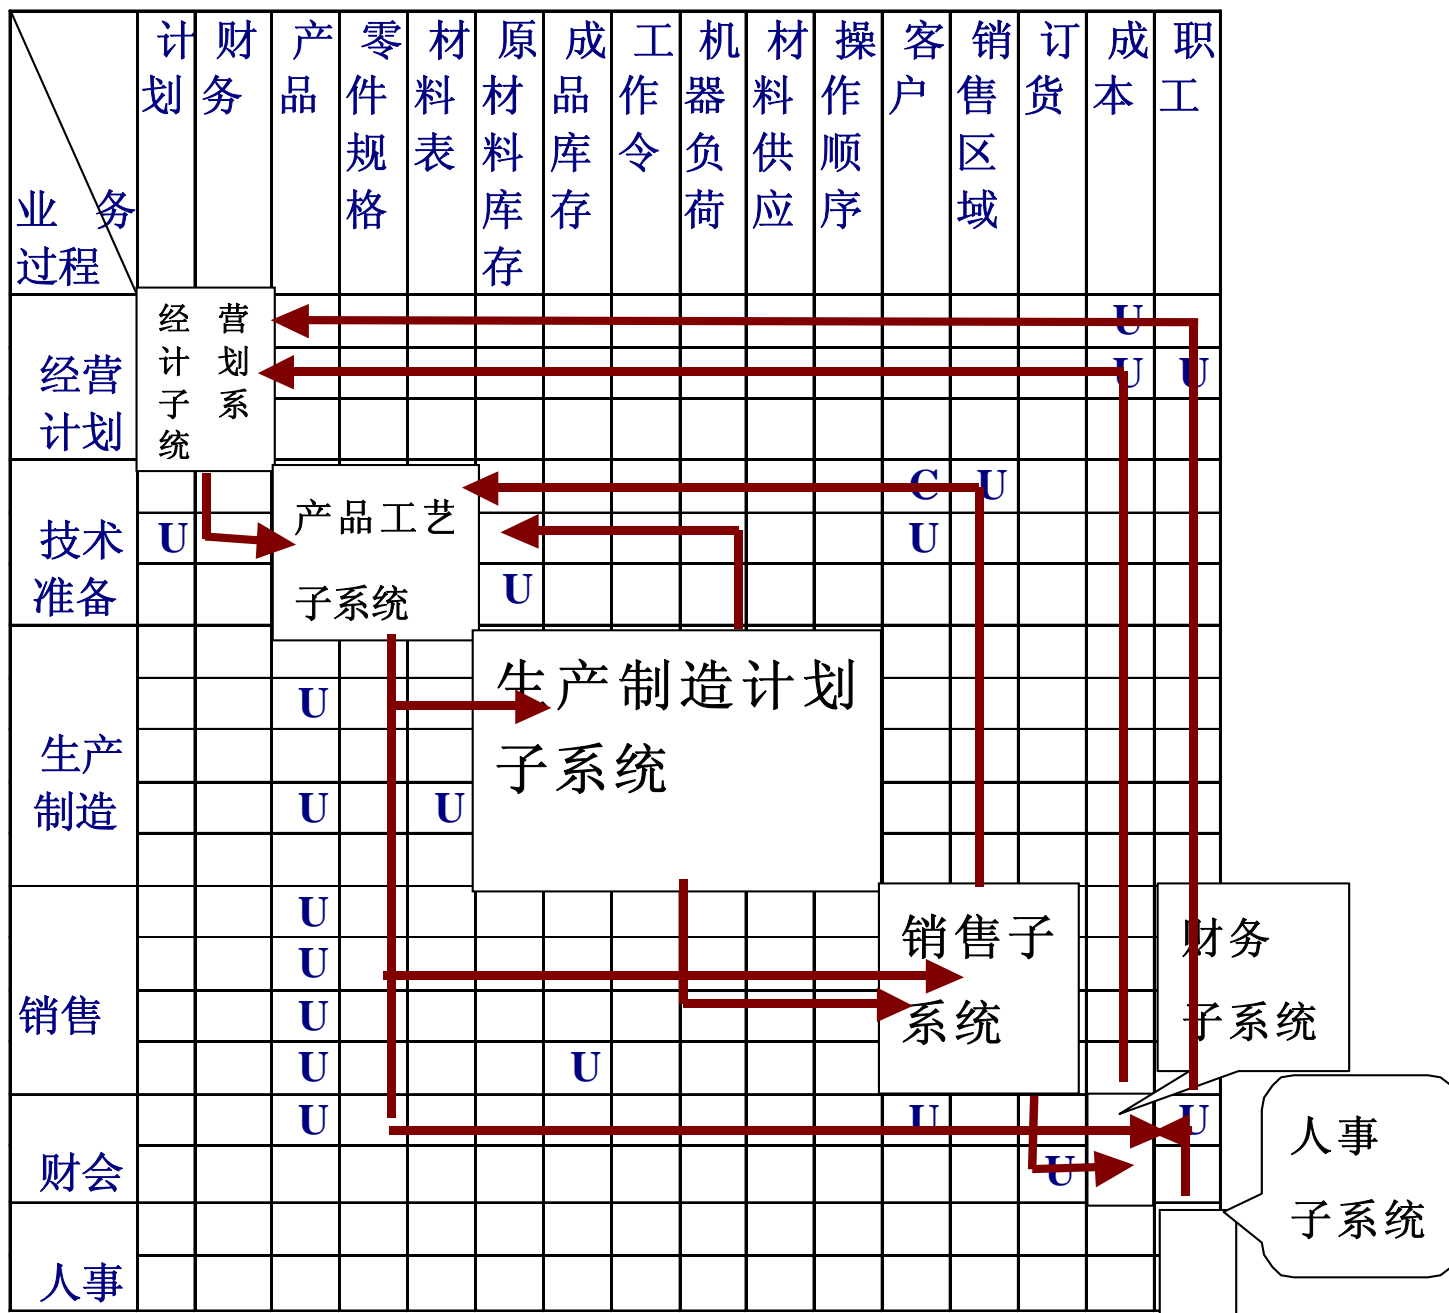 计划
财务
产品
零件规格
材料表
原材料库存
成品库存
工作令
机器负荷
材料供应
操作顺序
客户
销售区域
订货
成本
职工
业 务
过程
经 营
计 划
子 系
统
U
经营
计划
U U
产品工艺
子系统
C U
技术
准备
U U
U
生产制造计划
子系统
U
生产
制造
U U
U
销售子
系统
财务
子系统
U
销售
U
U U
U U U
人事
子系统
财会
U
人事